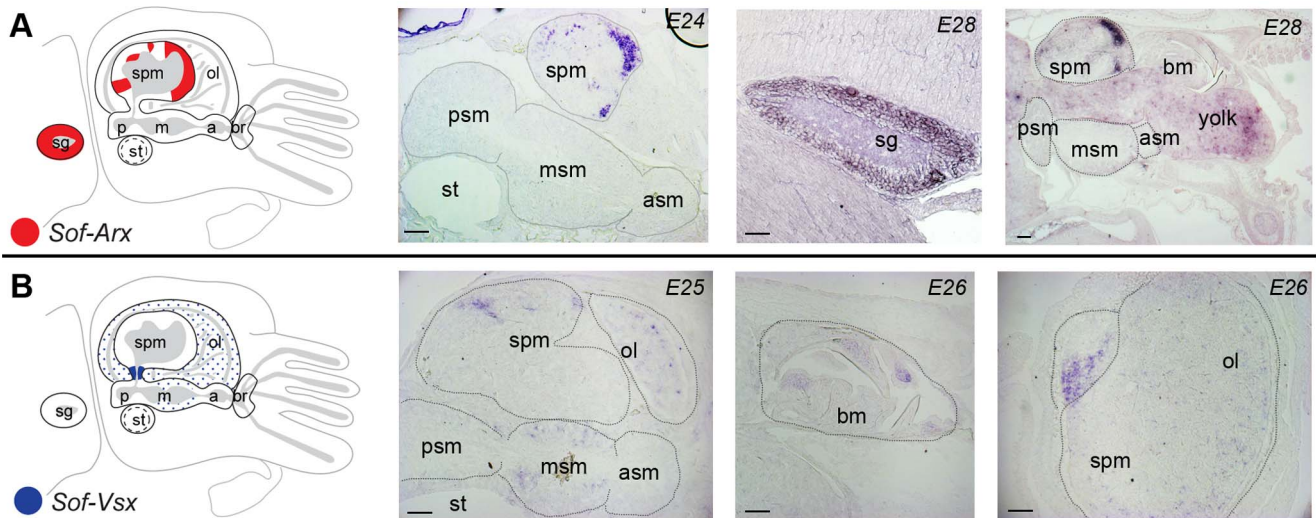 A
spm
ol
p
m
a
br
sg
st
Sof-Arx
E24
spm
psm
msm
st
asm
E28
sg
E28
spm
bm
yolk
psm
msm
asm
B
spm
ol
p
m
a
br
sg
st
Sof-Vsx
E25
spm
ol
psm
msm
asm
st
E26
bm
E26
ol
spm